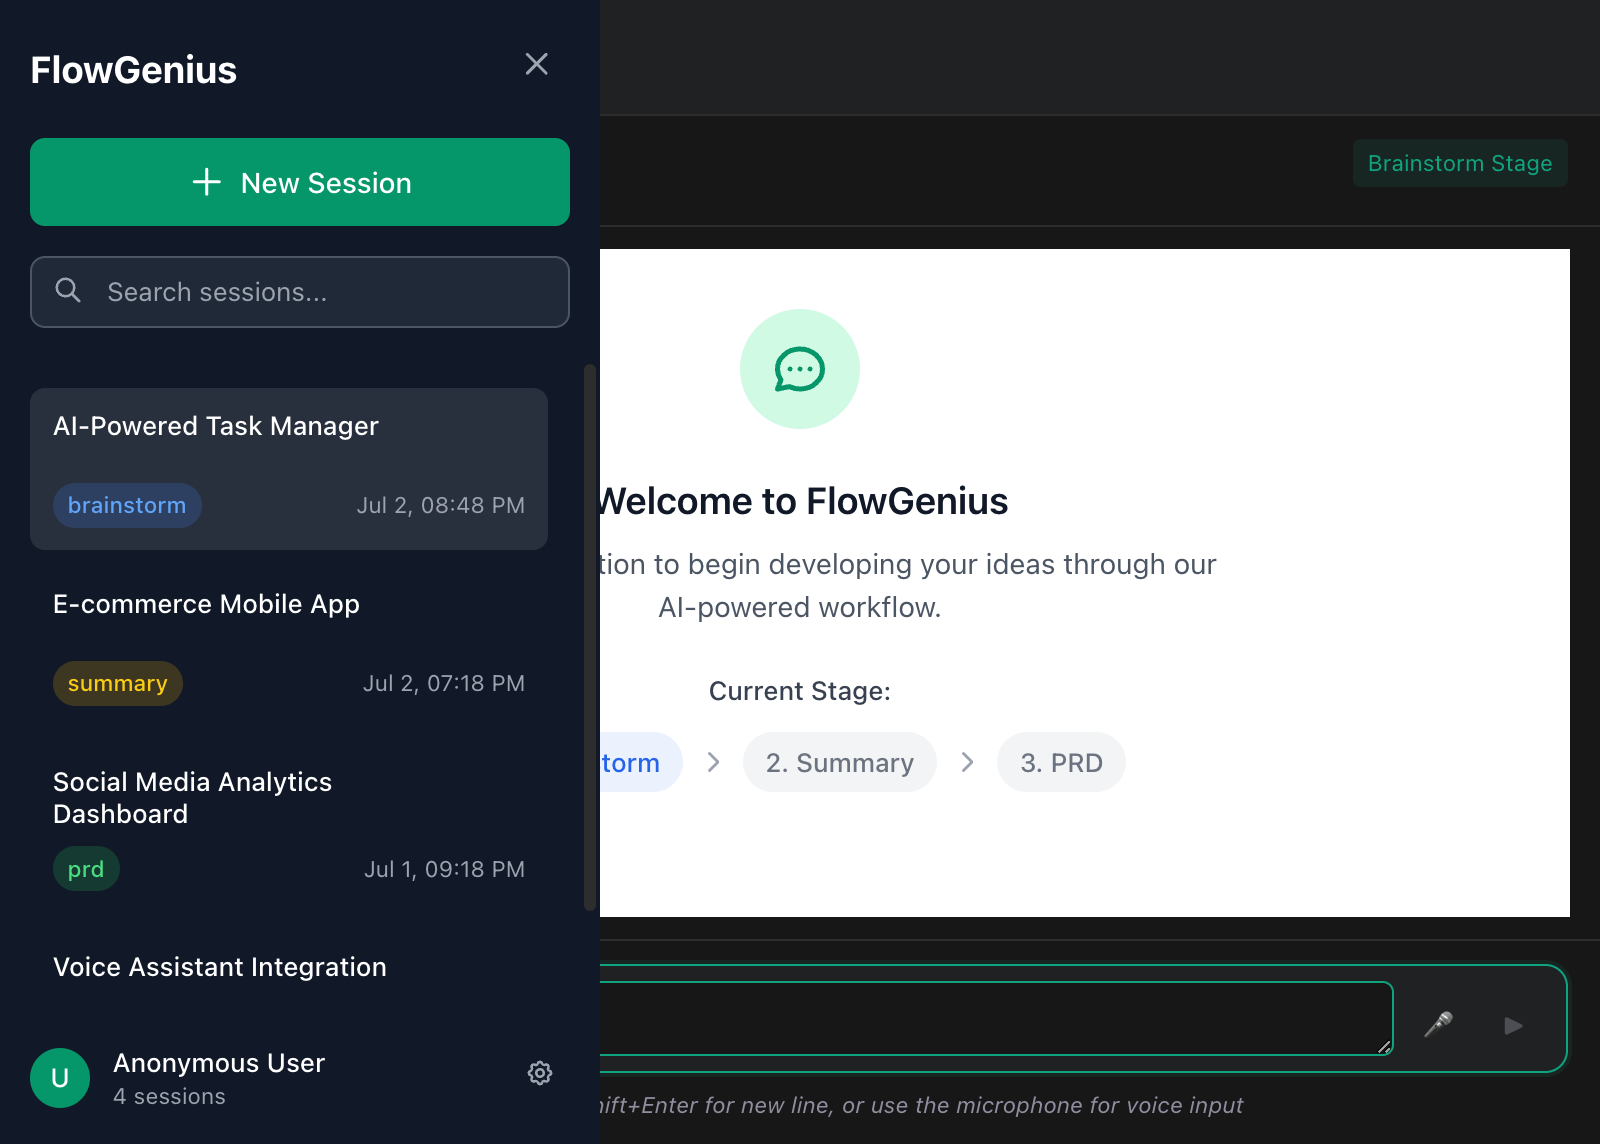 FlowGenius
New Session
Search sessions...
AI-Powered Task Manager
brainstorm
Jul 2, 08:48 PM
E-commerce Mobile App
summary
Jul 2, 07:18 PM
Social Media Analytics
Dashboard
prd
Jul 1, 09:18 PM
Voice Assistant Integration
U
Anonymous User
4 sessions
Brainstorm Stage
Welcome to FlowGenius
tion to begin developing your ideas through our
AI-powered workflow.
Current Stage:
torm
2. Summary
3. PRD
ift+Enter for new line, or use the microphone for voice input